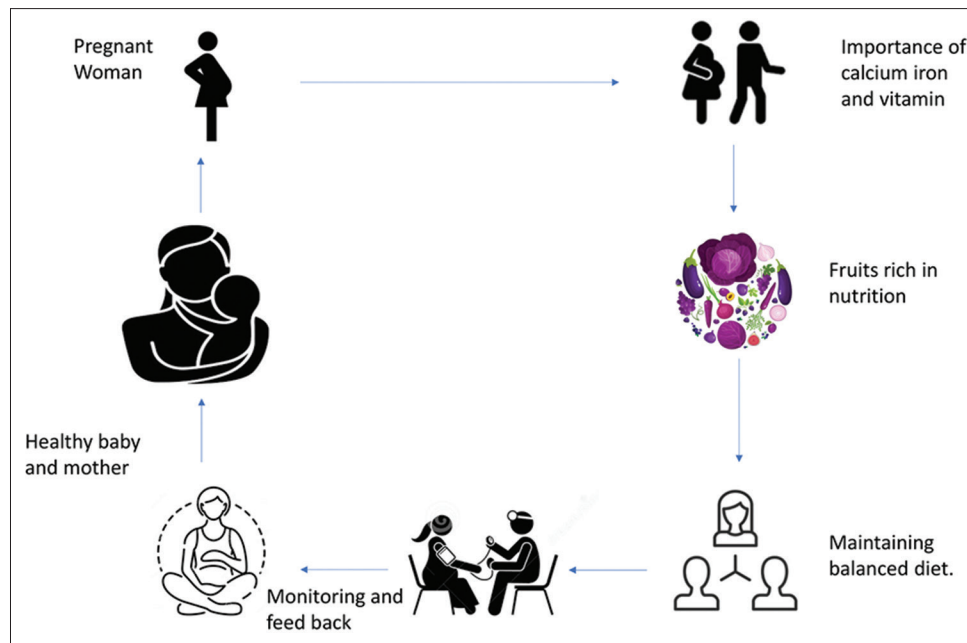 Pregnant
Woman
Importance of
calcium iron
and vitamin
Fruits rich in
nutrition
Maintaining
balanced diet.
Monitoring and
feed back
Healthy baby
and mother